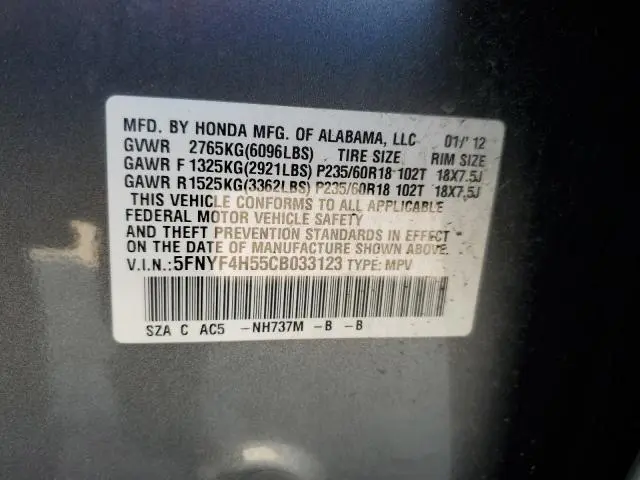 MFD. BY HONDA MFG. OF ALABAMA, LLC 01/'12
GVWR 2765KG(6096LBS) TIRE SIZE RIM SIZE
GAWR F 1325KG(2921LBS) P235/60R18 102T 18X7.5J
GAWR R1525KG(3362LBS) P235/60R18 102T 18X7.5J
THIS VEHICLE CONFORMS TO ALL APPLICABLE
FEDERAL MOTOR VEHICLE SAFETY
AND THEFT PREVENTION STANDARDS IN EFFECT
ON THE DATE OF MANUFACTURE SHOWN ABOVE.
V.I.N.:5FNYF4H55CB033123 TYPE: MPV
SZA C AC5 -NH737M -B -B